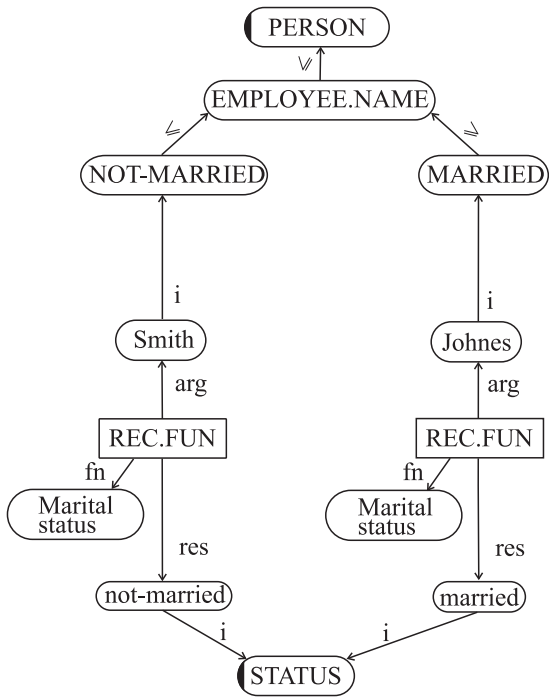 PERSON
⩽
EMPLOYEE.NAME
⩽
⩽
NOT-MARRIED
MARRIED
i
i
Smith
Johnes
arg
arg
REC.FUN
REC.FUN
fn
fn
Marital
status
Marital
status
res
res
not-married
married
i
i
STATUS